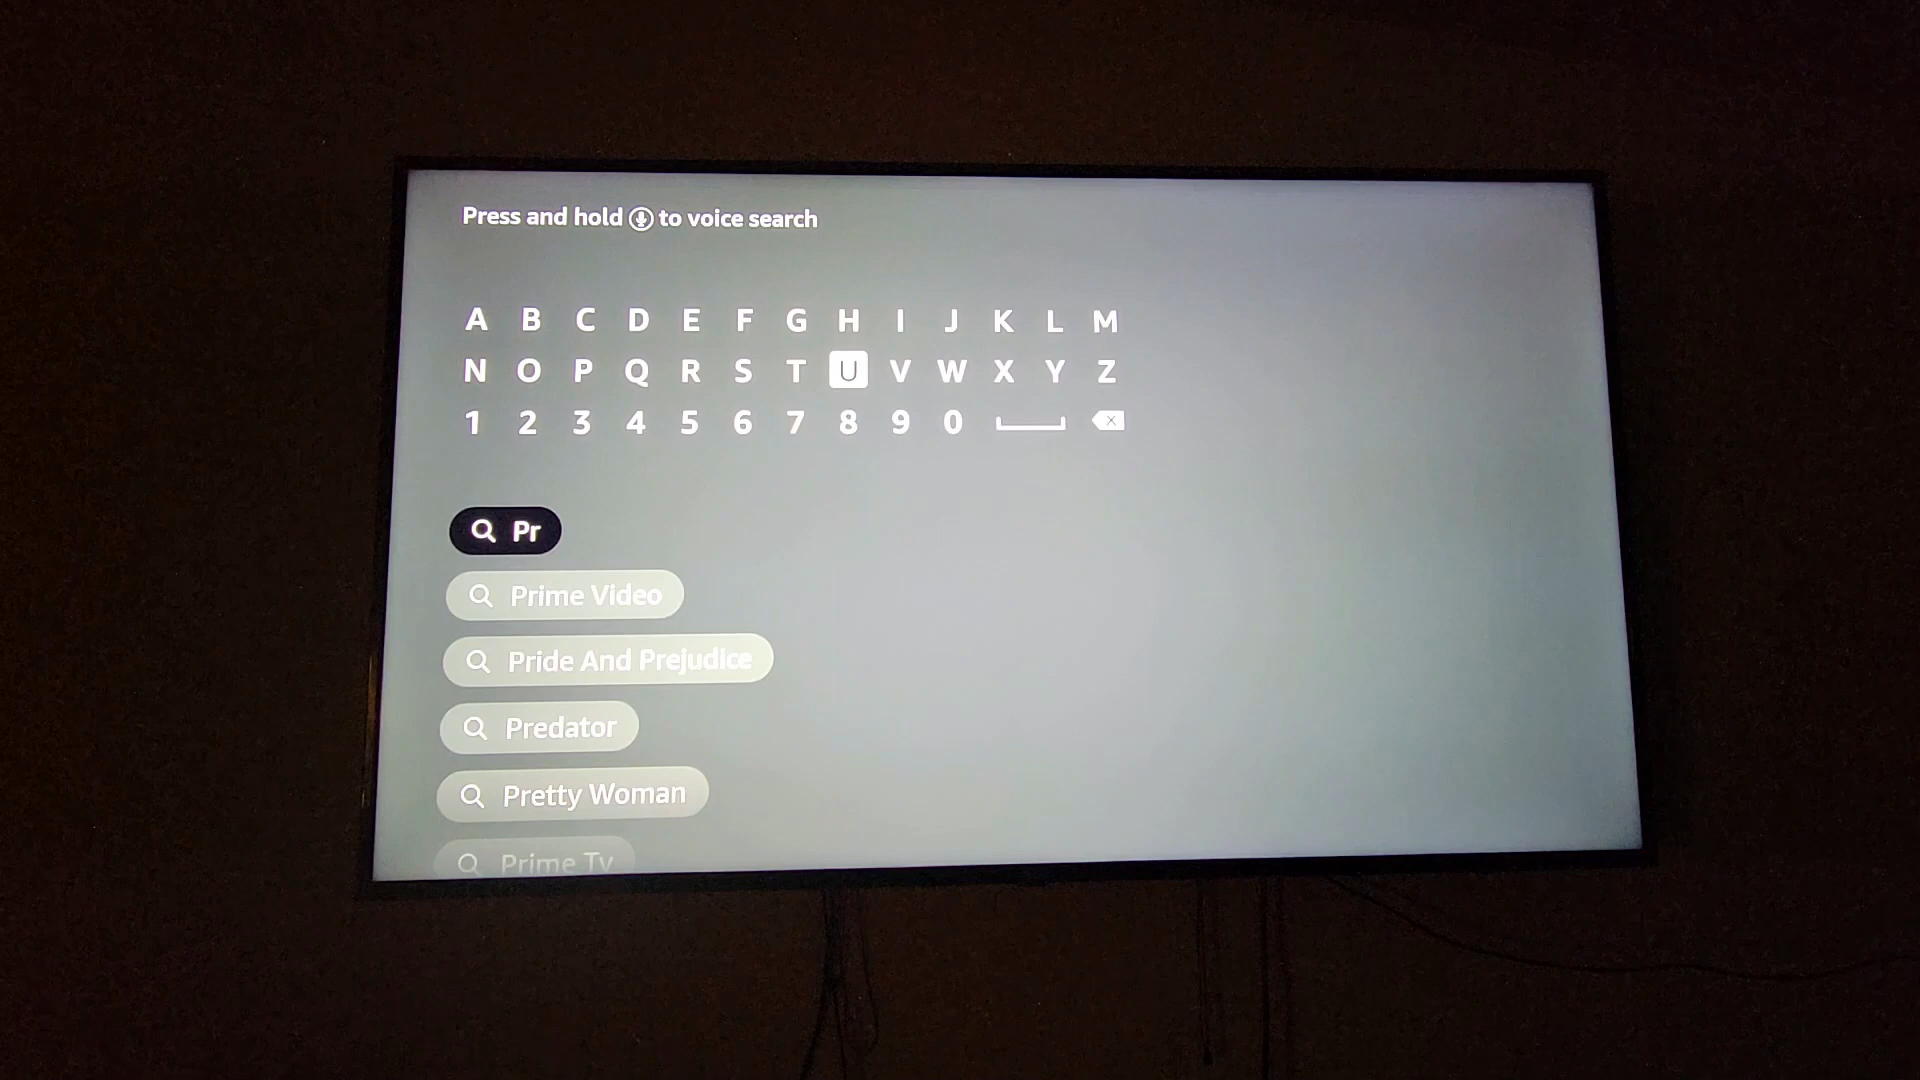 Press and hold to voice search
A B C D E F G H I J K L M
N O P Q R S T U V W X Y Z
1 2 3 4 5 6 7 8 9 0
Pr
Prime Video
Pride And Prejudice
Predator
Pretty Woman
Prime Tv